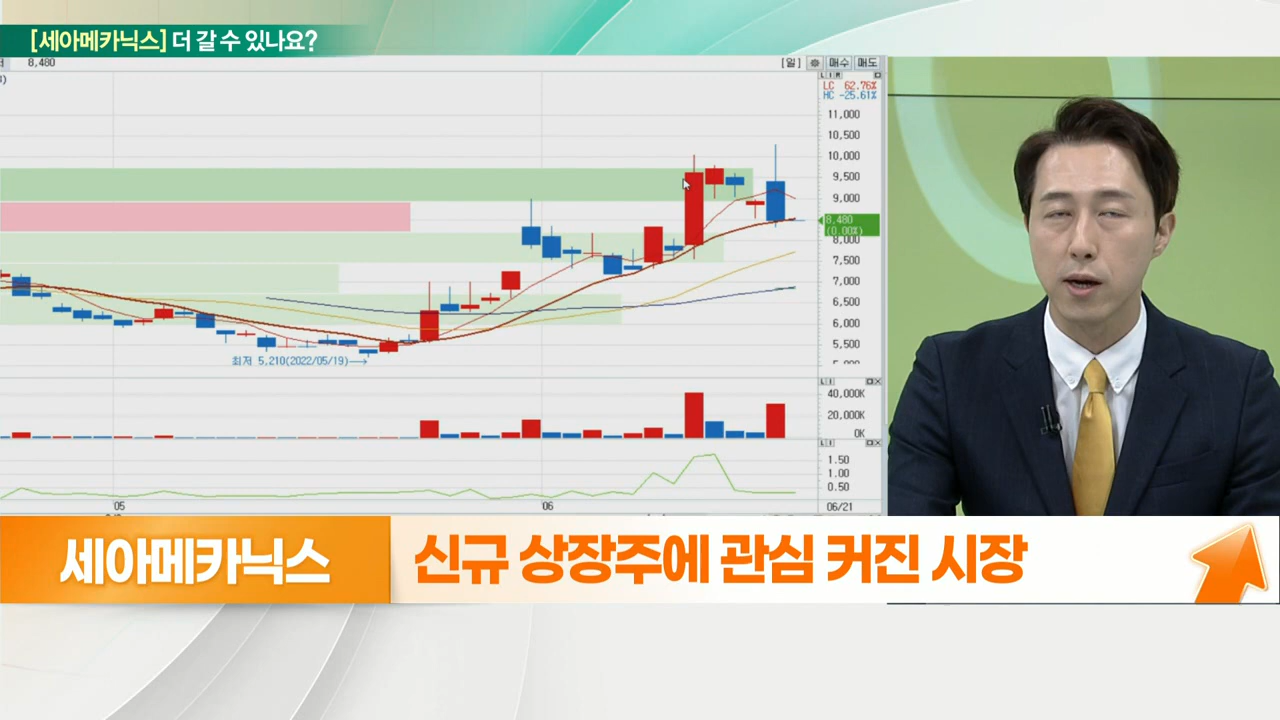 [세아메카닉스] 더 갈 수 있나요?
8,480
[일] 매수 매도
LC 62.76%
HC -25.61%
11,000
10,500
10,000
9,500
9,000
8,480
(0.00%)
8,000
7,500
7,000
6,500
6,000
5,500
최저 5,210(2022/05/19)→
40,000K
20,000K
0K
1.50
1.00
0.50
'05
'06
06/21
세아메카닉스
신규 상장주에 관심 커진 시장